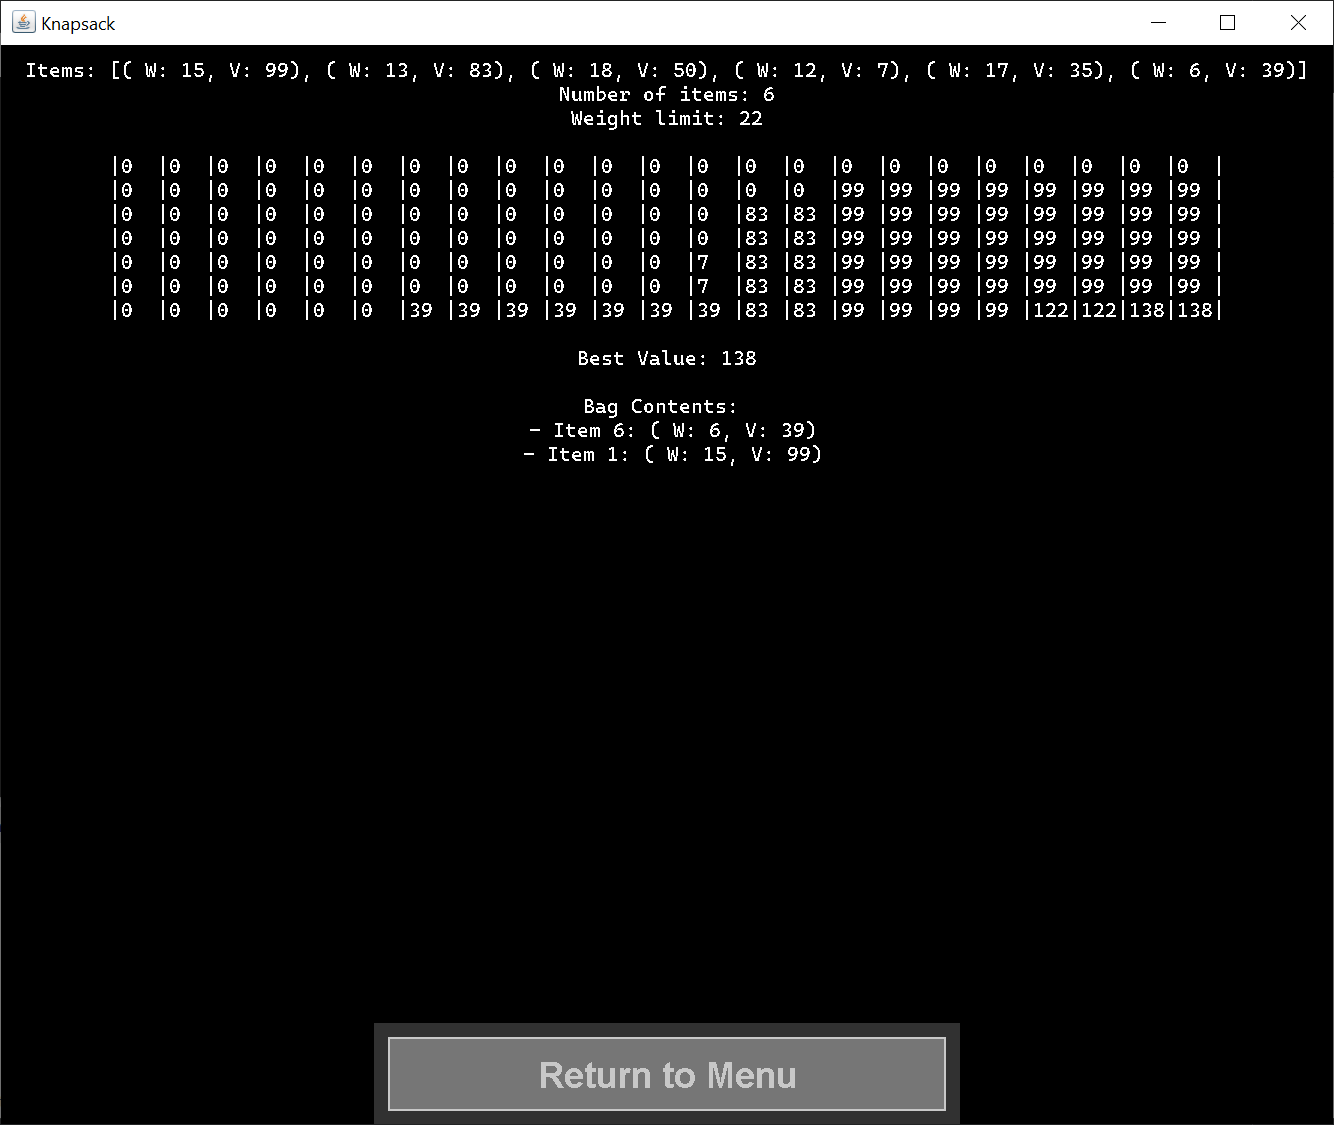 Knapsack
Items: [( W: 15, V: 99), ( W: 13, V: 83), ( W: 18, V: 50), ( W: 12, V: 7), ( W: 17, V: 35), ( W: 6, V: 39)]
Number of items: 6
Weight limit: 22
|0  |0  |0  |0  |0  |0  |0  |0  |0  |0  |0  |0  |0  |0  |0  |0  |0  |0  |0  |0  |0  |0  |0  |
|0  |0  |0  |0  |0  |0  |0  |0  |0  |0  |0  |0  |0  |0  |0  |99 |99 |99 |99 |99 |99 |99 |99 |
|0  |0  |0  |0  |0  |0  |0  |0  |0  |0  |0  |0  |0  |83 |83 |99 |99 |99 |99 |99 |99 |99 |99 |
|0  |0  |0  |0  |0  |0  |0  |0  |0  |0  |0  |0  |0  |83 |83 |99 |99 |99 |99 |99 |99 |99 |99 |
|0  |0  |0  |0  |0  |0  |0  |0  |0  |0  |0  |0  |7  |83 |83 |99 |99 |99 |99 |99 |99 |99 |99 |
|0  |0  |0  |0  |0  |0  |0  |0  |0  |0  |0  |0  |7  |83 |83 |99 |99 |99 |99 |99 |99 |99 |99 |
|0  |0  |0  |0  |0  |0  |39 |39 |39 |39 |39 |39 |39 |83 |83 |99 |99 |99 |99 |122|122|138|138|
Best Value: 138
Bag Contents:
- Item 6: ( W: 6, V: 39)
- Item 1: ( W: 15, V: 99)
Return to Menu